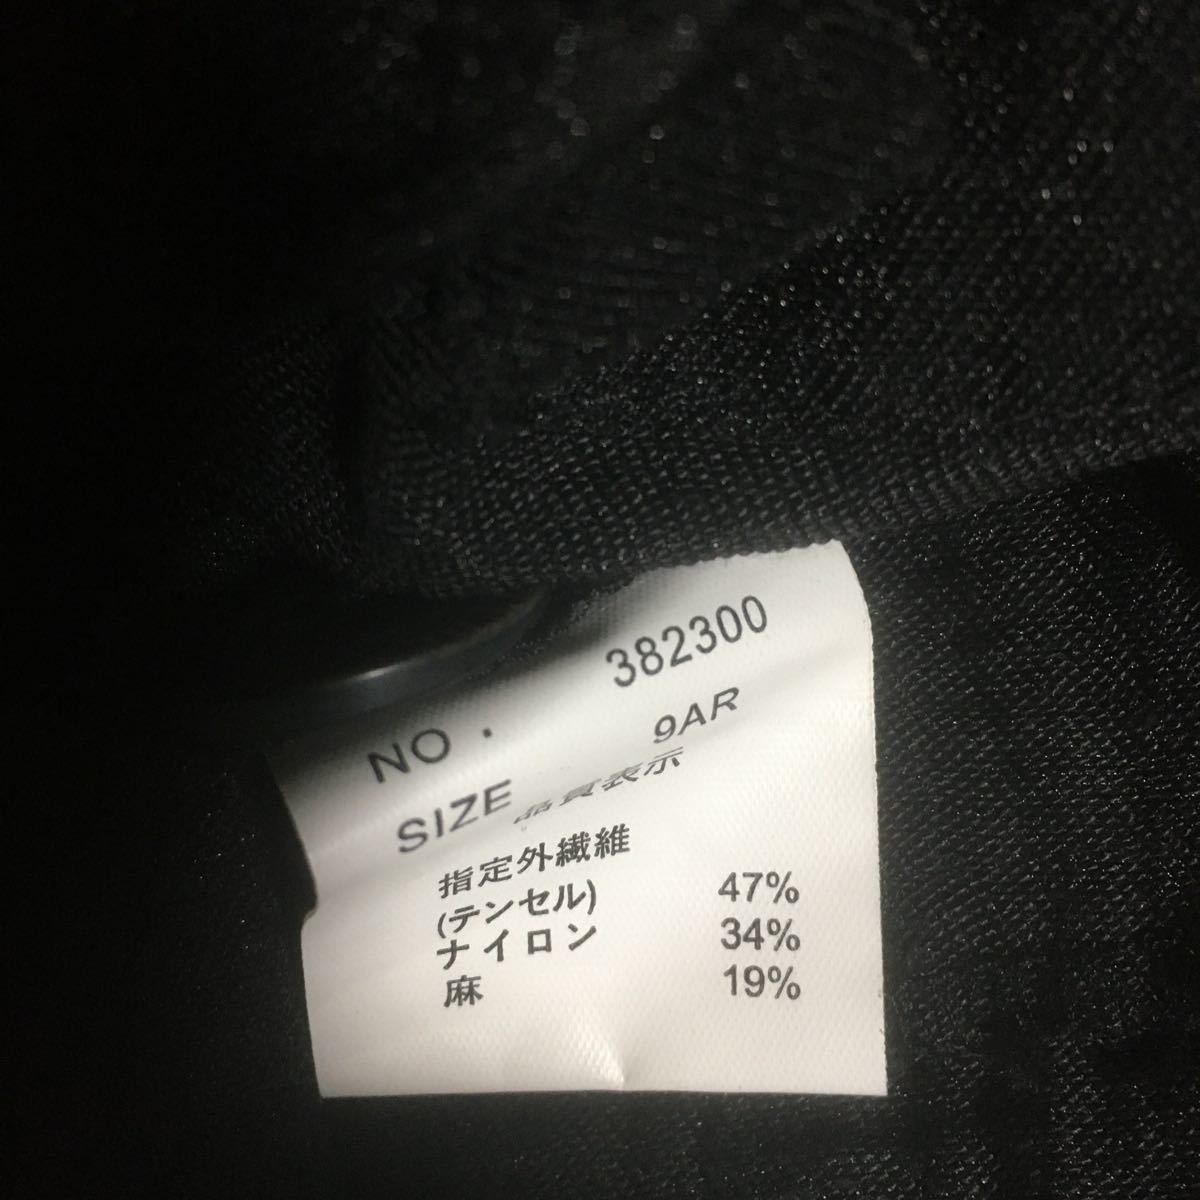 NO. 382300
SIZE 9AR
品質表示
指定外繊維
(テンセル) 47%
ナイロン 34%
麻 19%